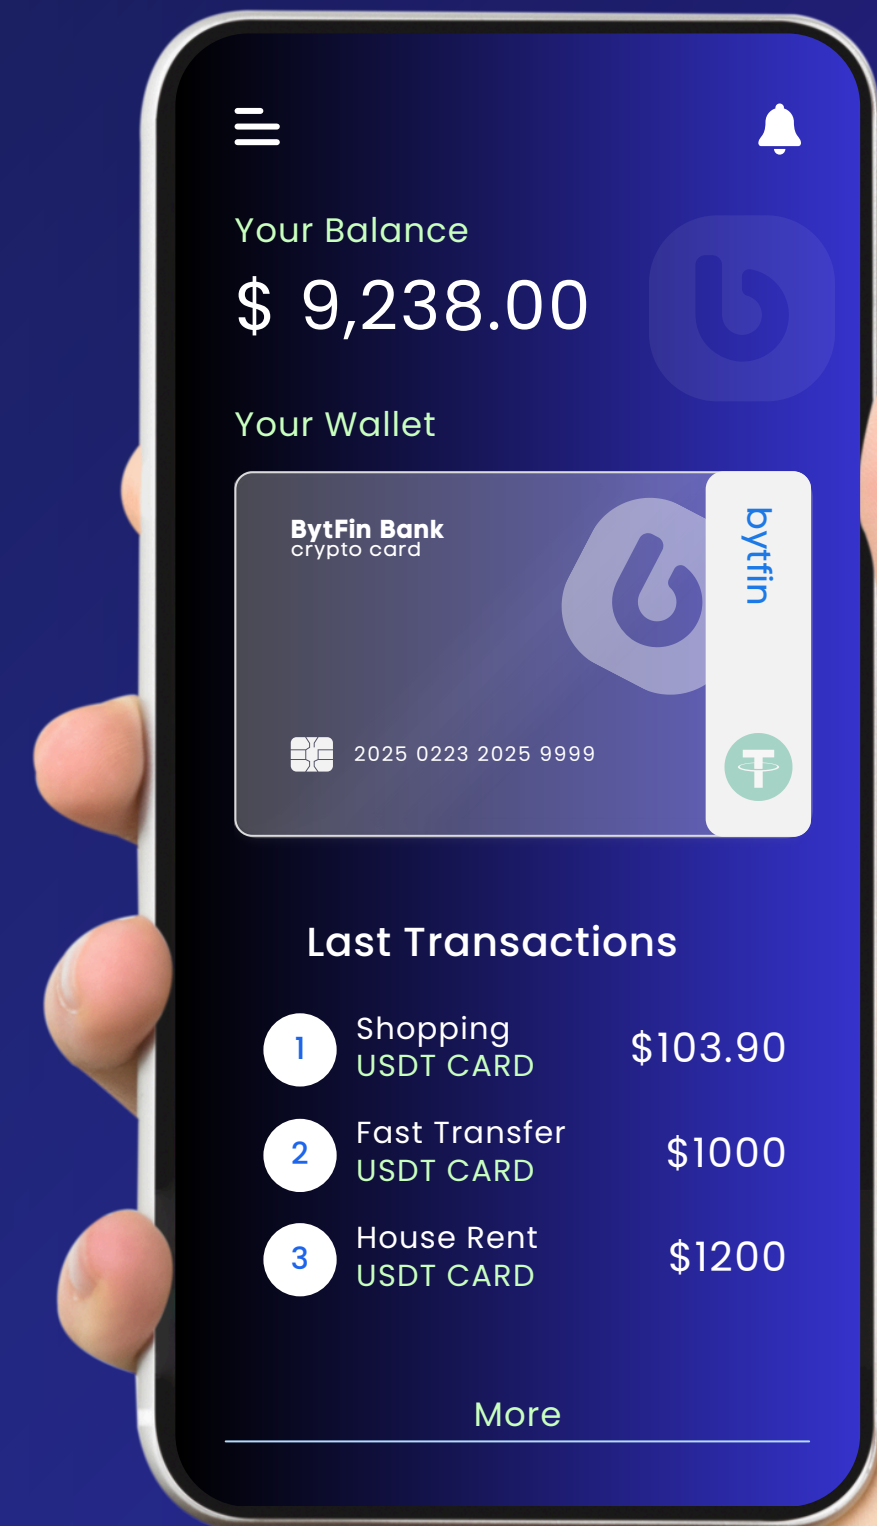 Your Balance
$ 9,238.00
Your Wallet
BytFin Bank
crypto card
bytfin
2025 0223 2025 9999
Last Transactions
1
Shopping
USDT CARD
$103.90
2
Fast Transfer
USDT CARD
$1000
3
House Rent
USDT CARD
$1200
More